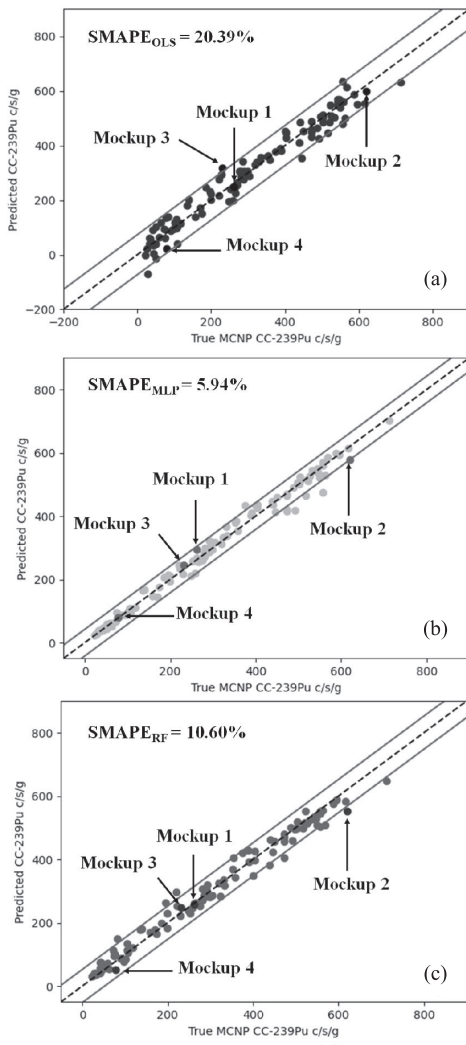 800
SMAPEOLS = 20.39%
600
Mockup 1
Mockup 3
400
Mockup 2
200
Mockup 4
0
(a)
−200
−200 0 200 400 600 800
Predicted CC-239Pu c/s/g
True MCNP CC-239Pu c/s/g
800
SMAPEMLP = 5.94%
600
Mockup 1
400
Mockup 3
Mockup 2
200
Mockup 4
(b)
0
0 200 400 600 800
Predicted CC-239Pu c/s/g
True MCNP CC-239Pu c/s/g
800
SMAPERF = 10.60%
600
Mockup 1
400
Mockup 3
Mockup 2
200
Mockup 4
(c)
0
0 200 400 600 800
Predicted CC-239Pu c/s/g
True MCNP CC-239Pu c/s/g